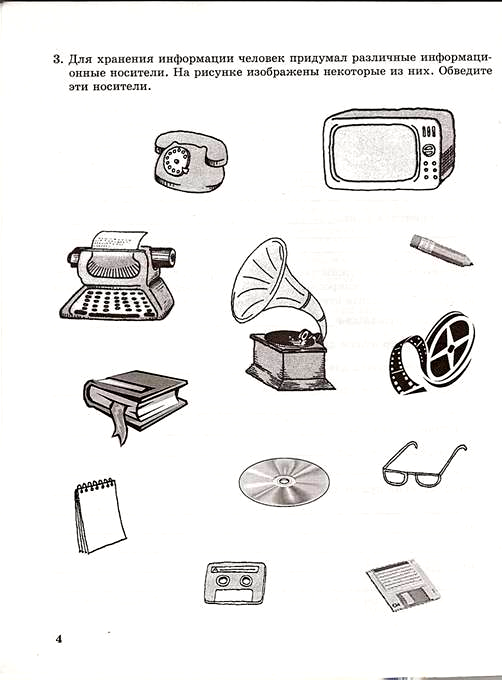 3. Для хранения информации человек придумал различные информаци-
онные носители. На рисунке изображены некоторые из них. Обведите
эти носители.
4